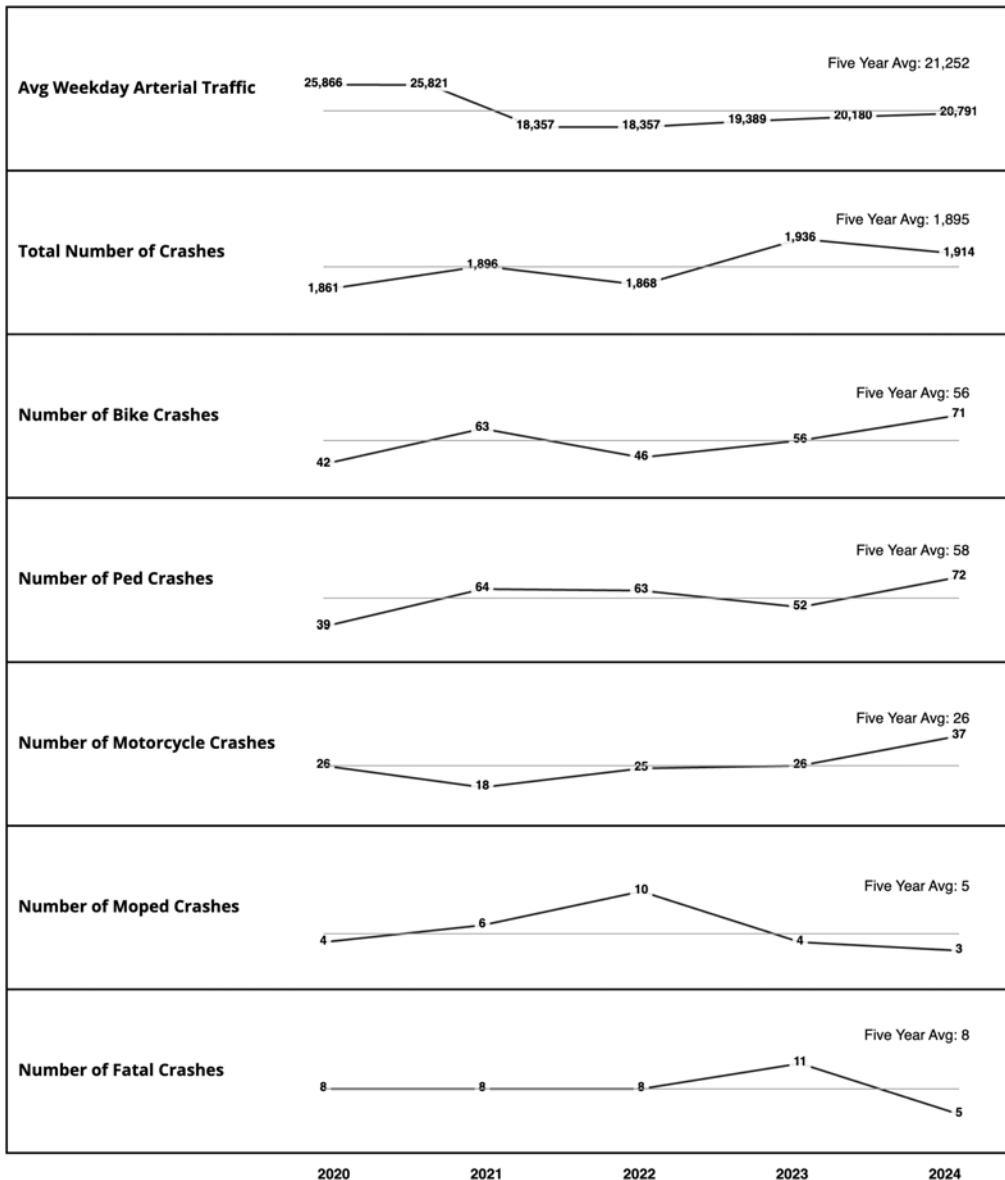 Five Year Avg: 21,252
Avg Weekday Arterial Traffic
25,866 25,821 18,357 18,357 19,389 20,180 20,791
Five Year Avg: 1,895
Total Number of Crashes
1,861 1,896 1,868 1,936 1,914
Five Year Avg: 56
Number of Bike Crashes
42 63 46 56 71
Five Year Avg: 58
Number of Ped Crashes
39 64 63 52 72
Five Year Avg: 26
Number of Motorcycle Crashes
26 18 25 26 37
Five Year Avg: 5
Number of Moped Crashes
4 6 10 4 3
Five Year Avg: 8
Number of Fatal Crashes
8 8 8 11 5
2020 2021 2022 2023 2024